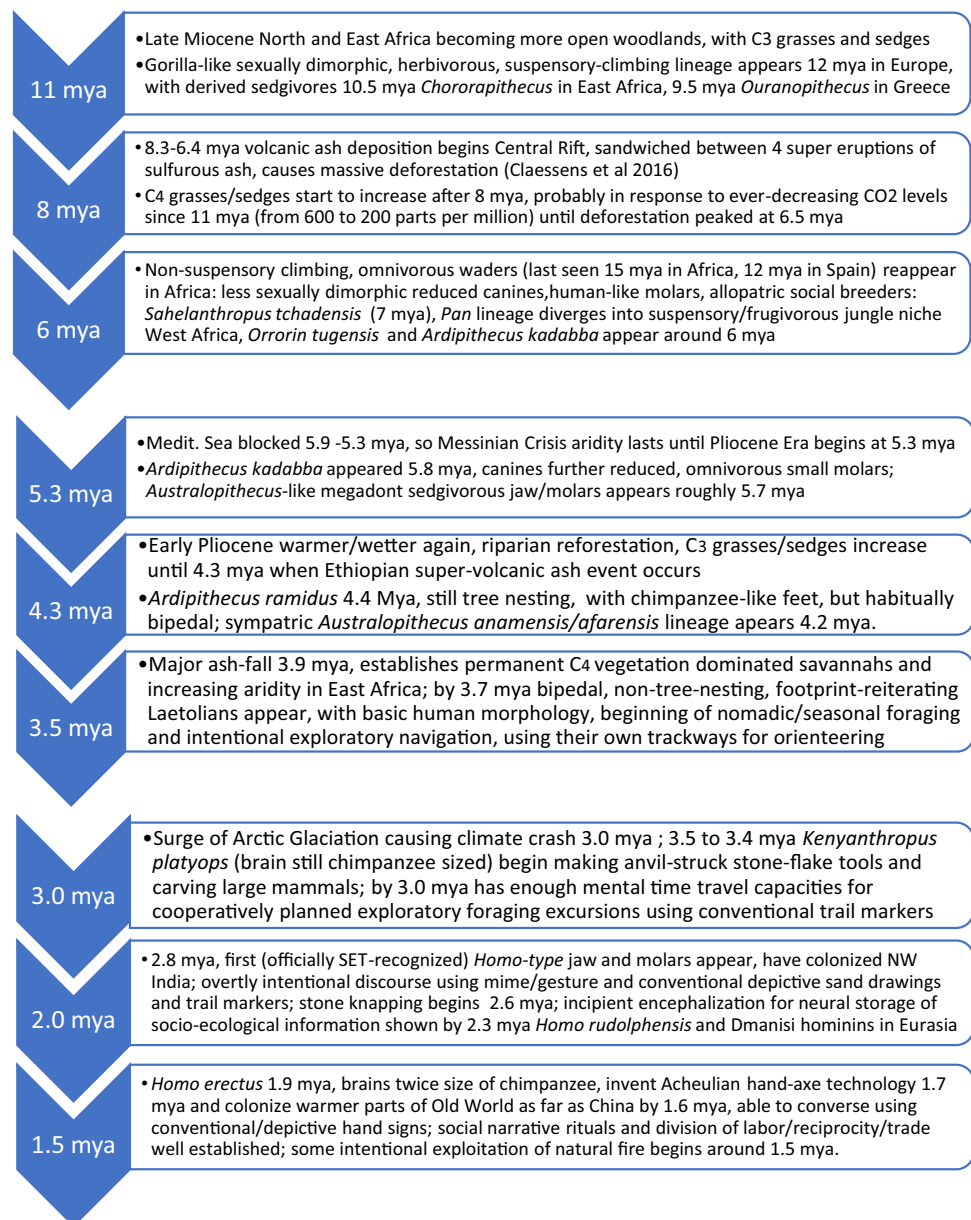 11 mya
•Late Miocene North and East Africa becoming more open woodlands, with C3 grasses and sedges
•Gorilla-like sexually dimorphic, herbivorous, suspensory-climbing lineage appears 12 mya in Europe,
with derived sedgivores 10.5 mya Chororapithecus in East Africa, 9.5 mya Ouranopithecus in Greece
8 mya
• 8.3-6.4 mya volcanic ash deposition begins Central Rift, sandwiched between 4 super eruptions of
sulfurous ash, causes massive deforestation (Claessens et al 2016)
• C4 grasses/sedges start to increase after 8 mya, probably in response to ever-decreasing CO2 levels
since 11 mya (from 600 to 200 parts per million) until deforestation peaked at 6.5 mya
6 mya
• Non-suspensory climbing, omnivorous waders (last seen 15 mya in Africa, 12 mya in Spain) reappear
in Africa: less sexually dimorphic reduced canines,human-like molars, allopatric social breeders:
Sahelanthropus tchadensis (7 mya), Pan lineage diverges into suspensory/frugivorous jungle niche
West Africa, Orrorin tugensis and Ardipithecus kadabba appear around 6 mya
5.3 mya
•Medit. Sea blocked 5.9 -5.3 mya, so Messinian Crisis aridity lasts until Pliocene Era begins at 5.3 mya
•Ardipithecus kadabba appeared 5.8 mya, canines further reduced, omnivorous small molars;
Australopithecus-like megadont sedgivorous jaw/molars appears roughly 5.7 mya
4.3 mya
•Early Pliocene warmer/wetter again, riparian reforestation, C3 grasses/sedges increase
until 4.3 mya when Ethiopian super-volcanic ash event occurs
•Ardipithecus ramidus 4.4 Mya, still tree nesting, with chimpanzee-like feet, but habitually
bipedal; sympatric Australopithecus anamensis/afarensis lineage apears 4.2 mya.
3.5 mya
•Major ash-fall 3.9 mya, establishes permanent C4 vegetation dominated savannahs and
increasing aridity in East Africa; by 3.7 mya bipedal, non-tree-nesting, footprint-reiterating
Laetolians appear, with basic human morphology, beginning of nomadic/seasonal foraging
and intentional exploratory navigation, using their own trackways for orienteering
3.0 mya
•Surge of Arctic Glaciation causing climate crash 3.0 mya ; 3.5 to 3.4 mya Kenyanthropus
platyops (brain still chimpanzee sized) begin making anvil-struck stone-flake tools and
carving large mammals; by 3.0 mya has enough mental time travel capacities for
cooperatively planned exploratory foraging excursions using conventional trail markers
2.0 mya
• 2.8 mya, first (officially SET-recognized) Homo-type jaw and molars appear, have colonized NW
India; overtly intentional discourse using mime/gesture and conventional depictive sand drawings
and trail markers; stone knapping begins 2.6 mya; incipient encephalization for neural storage of
socio-ecological information shown by 2.3 mya Homo rudolphensis and Dmanisi hominins in Eurasia
1.5 mya
• Homo erectus 1.9 mya, brains twice size of chimpanzee, invent Acheulian hand-axe technology 1.7
mya and colonize warmer parts of Old World as far as China by 1.6 mya, able to converse using
conventional/depictive hand signs; social narrative rituals and division of labor/reciprocity/trade
well established; some intentional exploitation of natural fire begins around 1.5 mya.